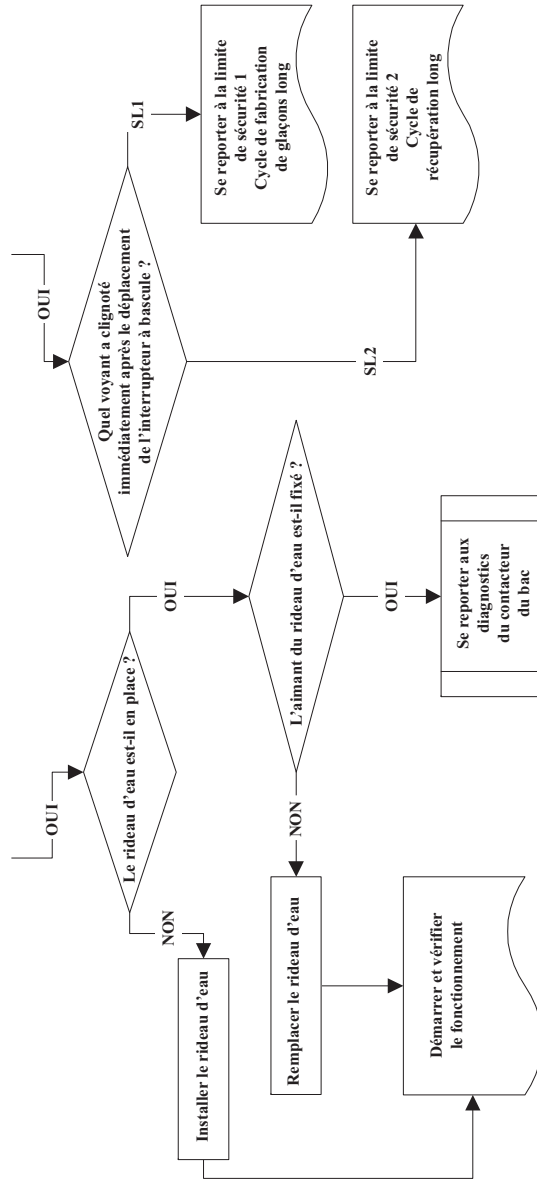 OUI
Le rideau d'eau est-il en place ?
NON
Installer le rideau d'eau
OUI
L'aimant du rideau d'eau est-il fixé ?
NON
Remplacer le rideau d'eau
Démarrer et vérifier
le fonctionnement
OUI
Se reporter aux
diagnostics
du contacteur
du bac
OUI
Quel voyant a clignoté
immédiatement après le déplacement
de l'interrupteur à bascule ?
SL1
Se reporter à la limite
de sécurité 1
Cycle de fabrication
de glaçons long
SL2
Se reporter à la limite
de sécurité 2
Cycle de
récupération long